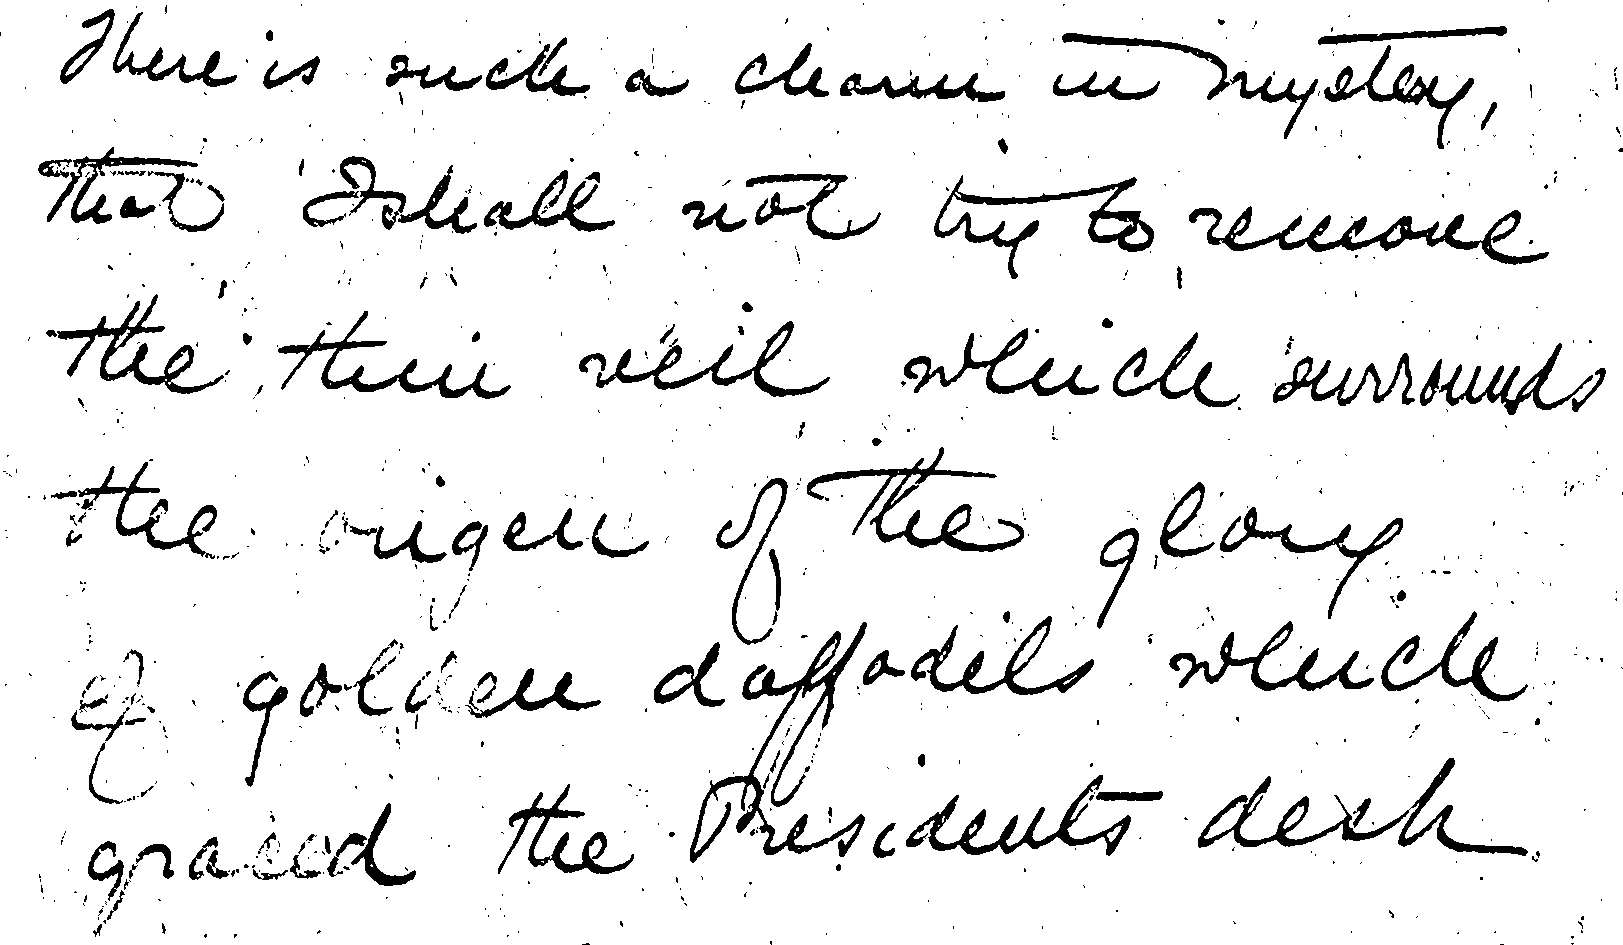 There is such a charm in mystery,
that I shall not try to remove
the thin veil which surrounds
the origen of the glory
of golden daffodils which
graced the Presidents desk